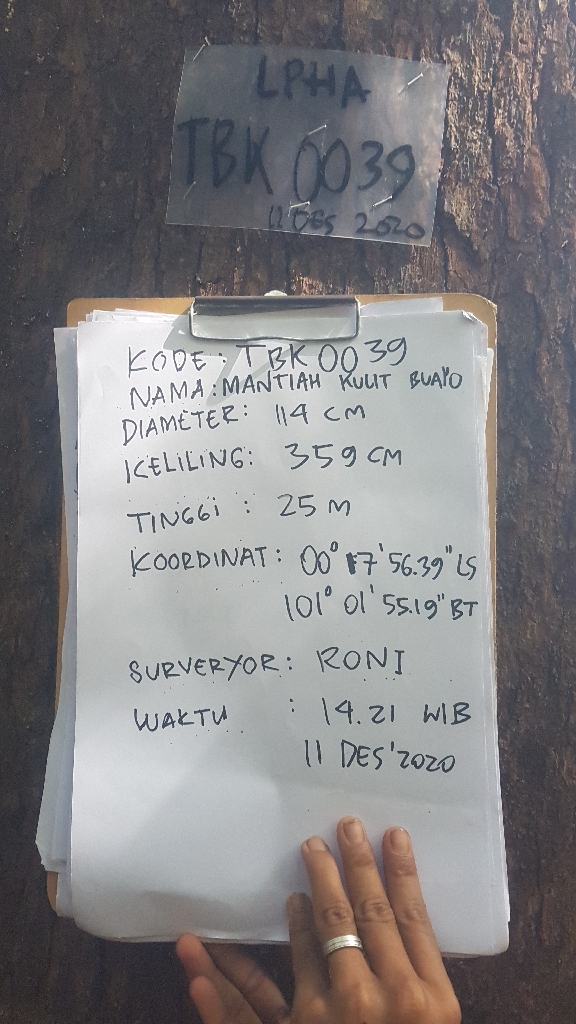 LPHA
TBK 0039
11 DES 2020
KODE: TBK 0039
NAMA: MANTIAH KULIT BUAYO
DIAMETER: 114 CM
KELILING: 359 CM
TINGGI : 25 M
KOORDINAT: 00° 17' 56.39" LS
101° 01' 55.19" BT
SURVERYOR: RONI
WAKTU : 14.21 WIB
11 DES'2020